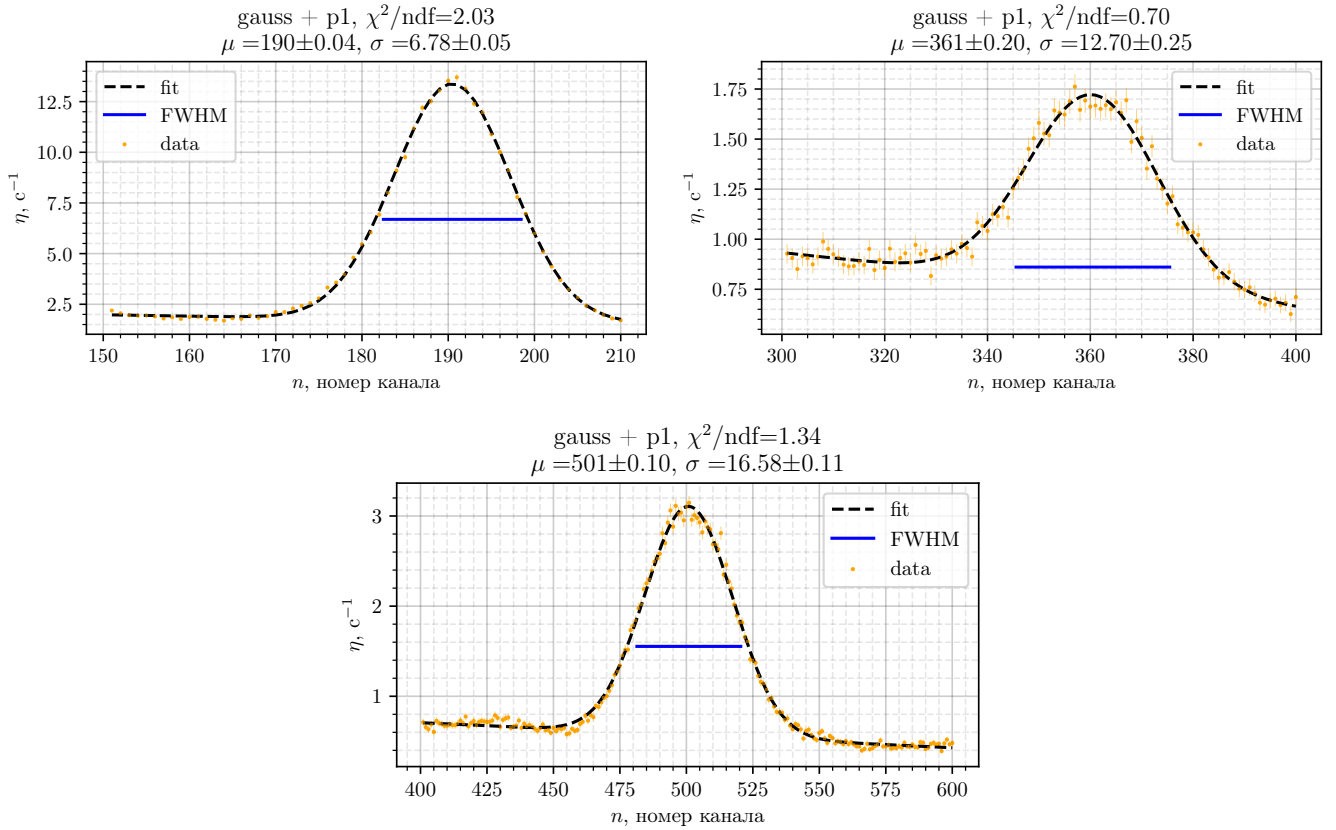 gauss + p1, χ²/ndf=2.03
μ =190±0.04, σ =6.78±0.05
fit
FWHM
data
12.5
10.0
7.5
5.0
2.5
η, с⁻¹
150 160 170 180 190 200 210
n, номер канала
gauss + p1, χ²/ndf=0.70
μ =361±0.20, σ =12.70±0.25
fit
FWHM
data
1.75
1.50
1.25
1.00
0.75
η, с⁻¹
300 320 340 360 380 400
n, номер канала
gauss + p1, χ²/ndf=1.34
μ =501±0.10, σ =16.58±0.11
fit
FWHM
data
3
2
1
η, с⁻¹
400 425 450 475 500 525 550 575 600
n, номер канала